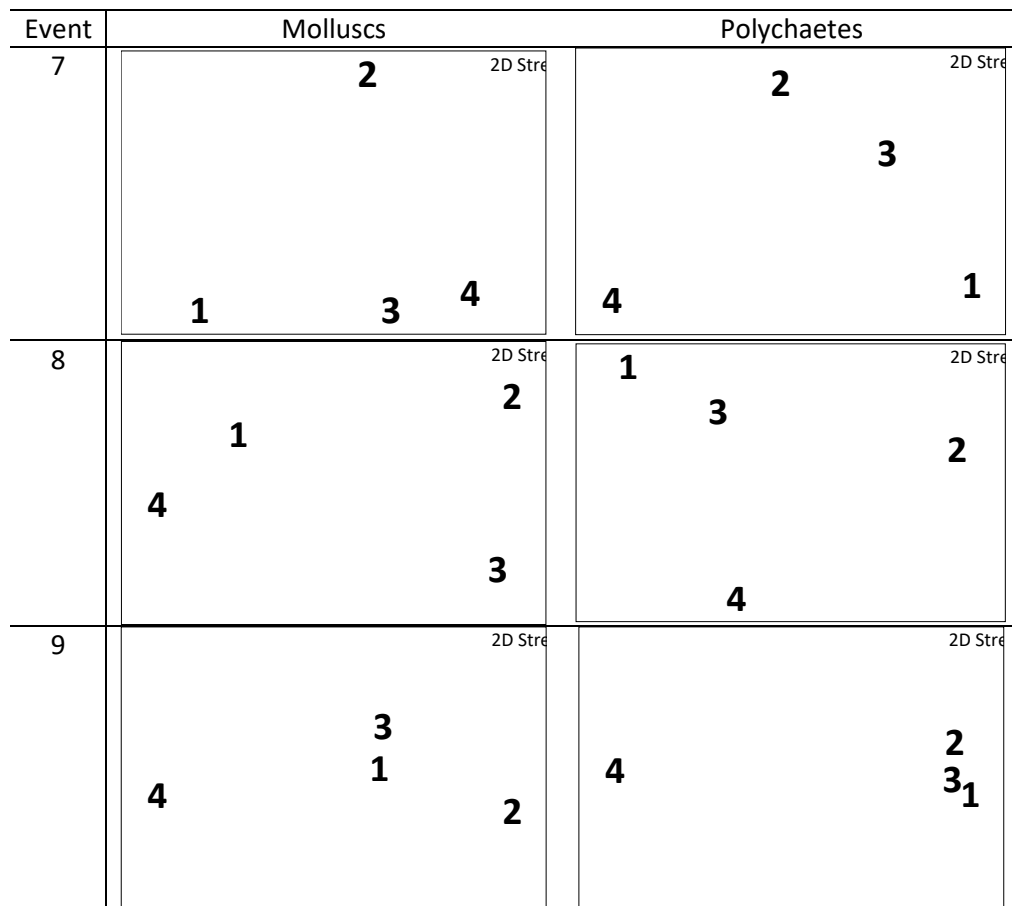 Event Molluscs Polychaetes
7 2 2D Stre 2 2D Stre
3
1 3 4 4 1
8 2D Stre 1 2D Stre
2 3
1 2
4
3 4
9 2D Stre 2D Stre
3 2
1 4 3 1
4 2